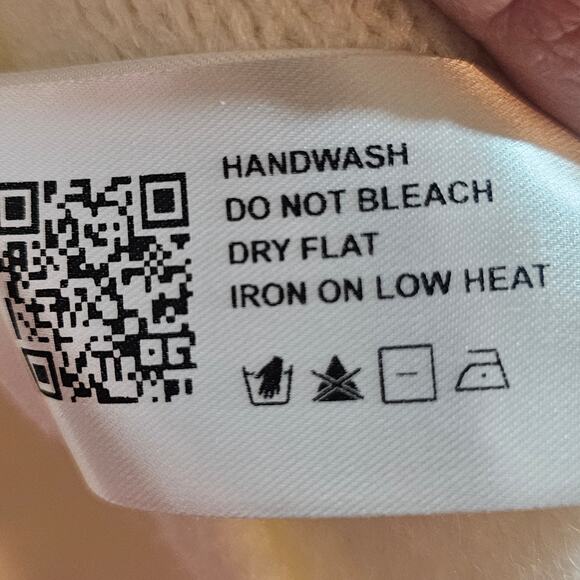 HANDWASH
DO NOT BLEACH
DRY FLAT
IRON ON LOW HEAT